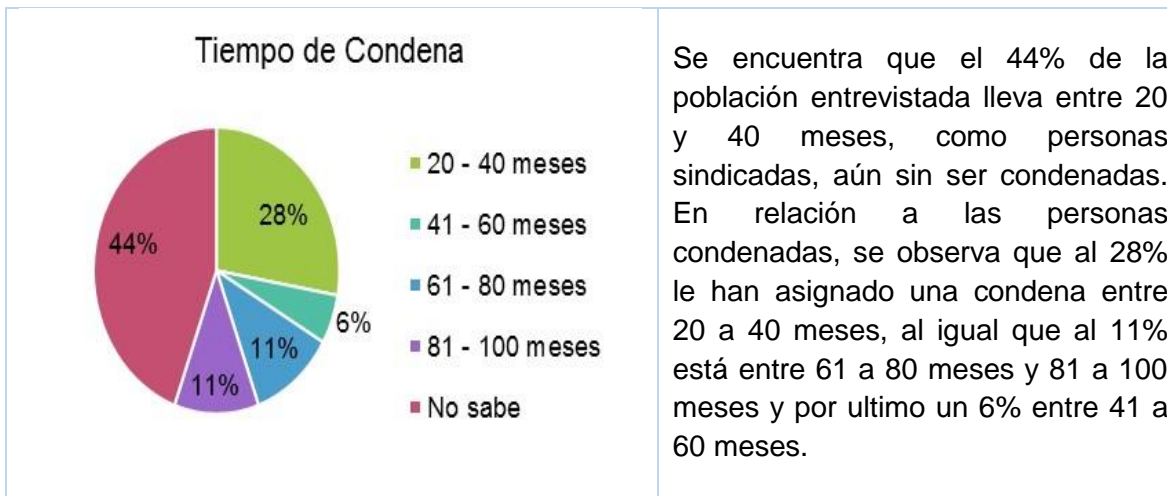 Tiempo de Condena
28%
6%
11%
11%
44%
20 - 40 meses
41 - 60 meses
61 - 80 meses
81 - 100 meses
No sabe
Se encuentra que el 44% de la
población entrevistada lleva entre 20
y 40 meses, como personas
sindicadas, aún sin ser condenadas.
En relación a las personas
condenadas, se observa que al 28%
le han asignado una condena entre
20 a 40 meses, al igual que al 11%
está entre 61 a 80 meses y 81 a 100
meses y por ultimo un 6% entre 41 a
60 meses.